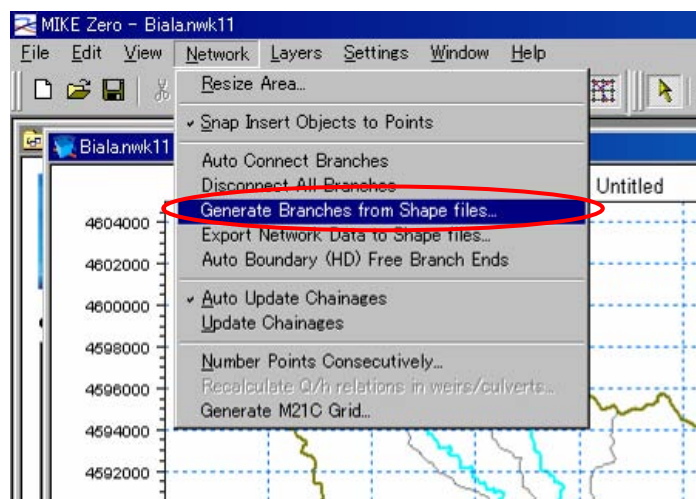 MIKE Zero - Biala.nwk11
File Edit View Network Layers Settings Window Help
Resize Area...
Snap Insert Objects to Points
Biala.nwk11
Auto Connect Branches
Disconnect All Branches
Untitled
Generate Branches from Shape files...
4604000
Export Network Data to Shape files...
4602000
Auto Boundary (HD) Free Branch Ends
4600000
Auto Update Chainages
Update Chainages
4598000
Number Points Consecutively...
4596000
Recalculate Q/h relations in weirs/culverts...
Generate M21C Grid...
4594000
4592000